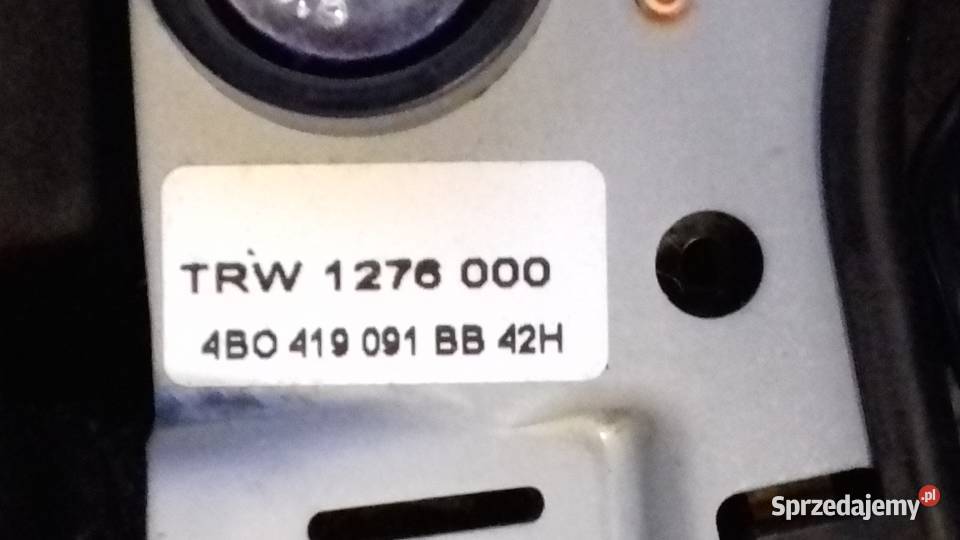 TRW 1276 000
4B0 419 091 BB 42H
Sprzedajemy.pl